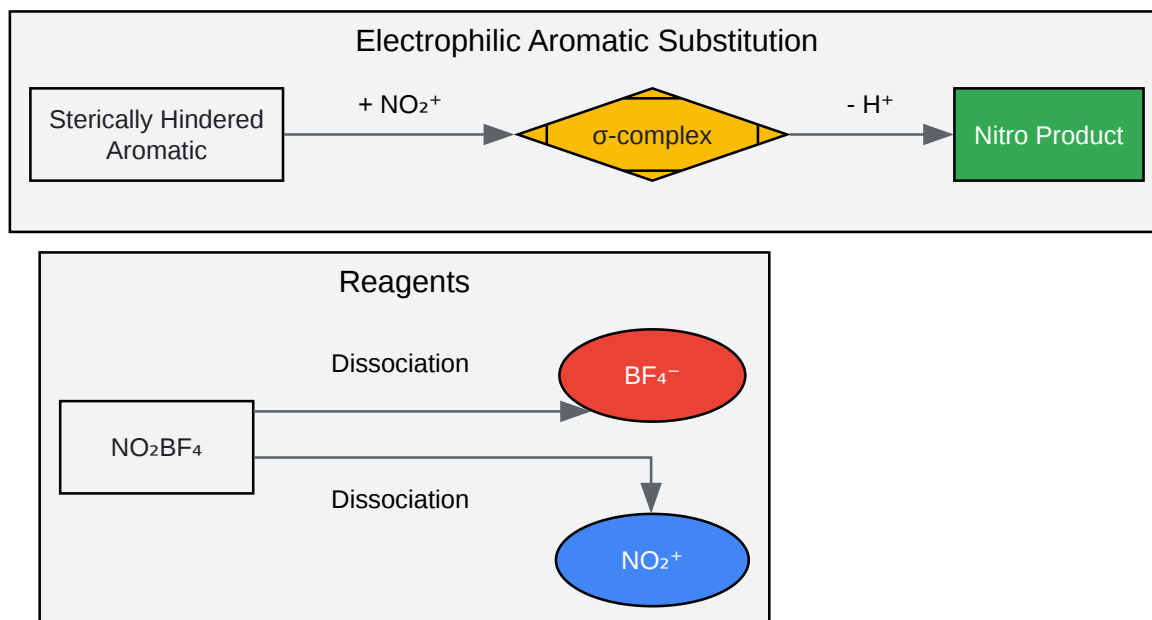 Electrophilic Aromatic Substitution
Sterically Hindered
Aromatic
+ NO₂⁺
σ-complex
- H⁺
Nitro Product
Reagents
NO₂BF₄
Dissociation
BF₄⁻
Dissociation
NO₂⁺